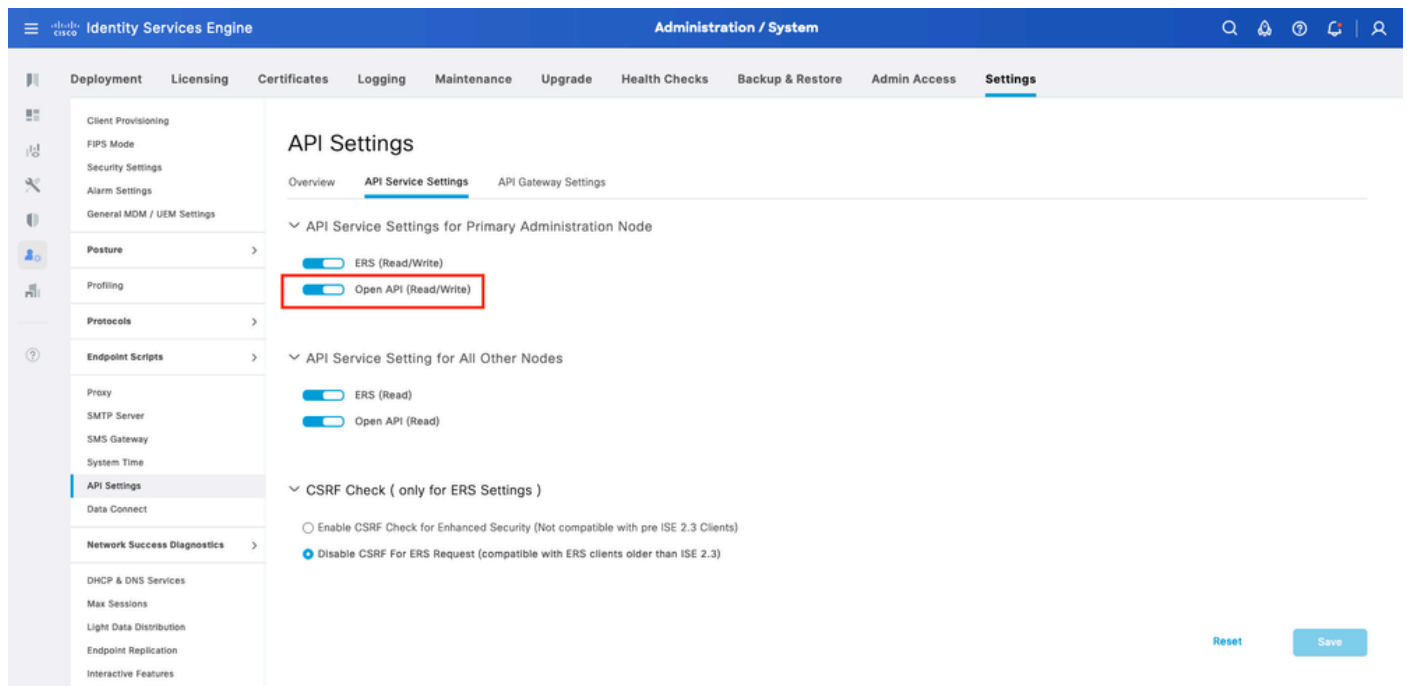 cisco Identity Services Engine
Administration / System
Deployment Licensing Certificates Logging Maintenance Upgrade Health Checks Backup & Restore Admin Access Settings
Client Provisioning
FIPS Mode
Security Settings
Alarm Settings
General MDM / UEM Settings
Posture
Profiling
Protocols
Endpoint Scripts
Proxy
SMTP Server
SMS Gateway
System Time
API Settings
Data Connect
Network Success Diagnostics
DHCP & DNS Services
Max Sessions
Light Data Distribution
Endpoint Replication
Interactive Features
API Settings
Overview API Service Settings API Gateway Settings
API Service Settings for Primary Administration Node
ERS (Read/Write)
Open API (Read/Write)
API Service Setting for All Other Nodes
ERS (Read)
Open API (Read)
CSRF Check ( only for ERS Settings )
Enable CSRF Check for Enhanced Security (Not compatible with pre ISE 2.3 Clients)
Disable CSRF For ERS Request (compatible with ERS clients older than ISE 2.3)
Reset Save